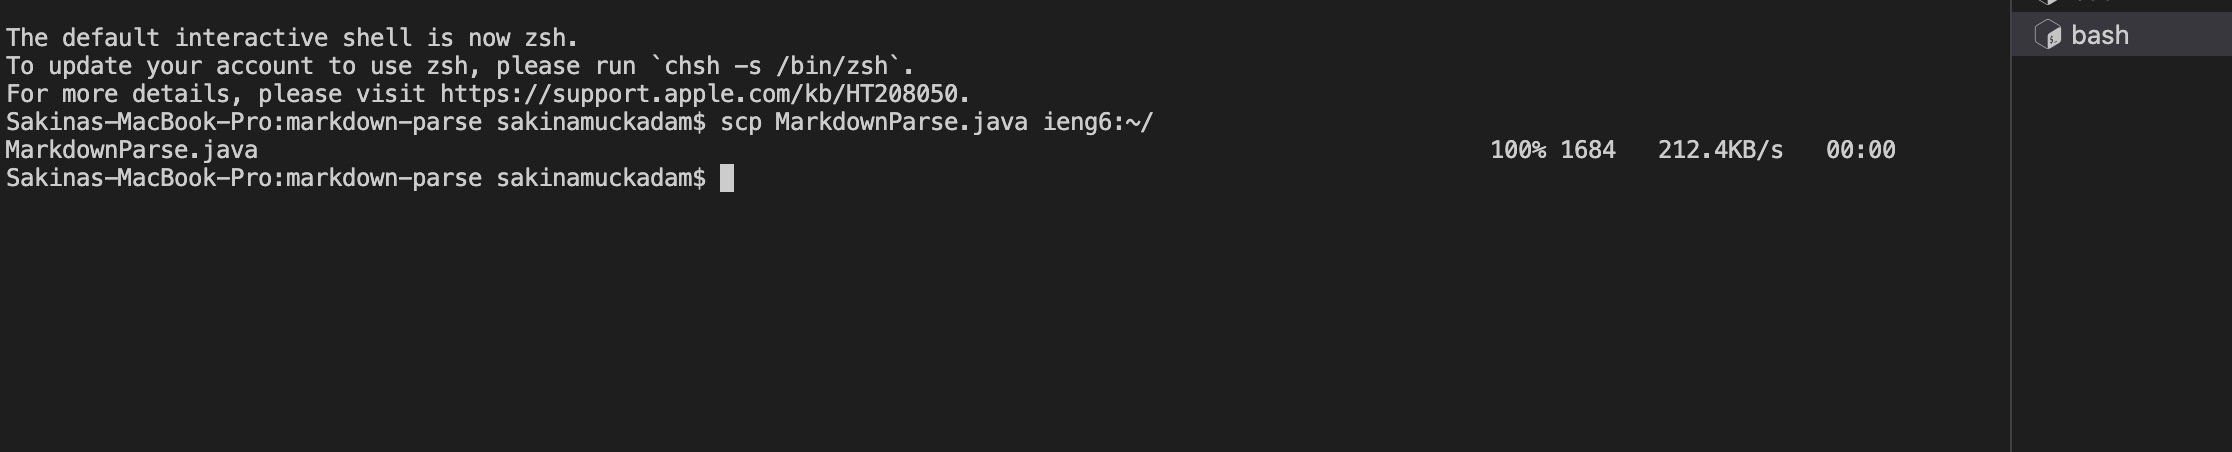 The default interactive shell is now zsh.
To update your account to use zsh, please run `chsh -s /bin/zsh`.
For more details, please visit https://support.apple.com/kb/HT208050.
Sakinas-MacBook-Pro:markdown-parse sakinamuckadam$ scp MarkdownParse.java ieng6:~/
MarkdownParse.java 100% 1684 212.4KB/s 00:00
Sakinas-MacBook-Pro:markdown-parse sakinamuckadam$
bash